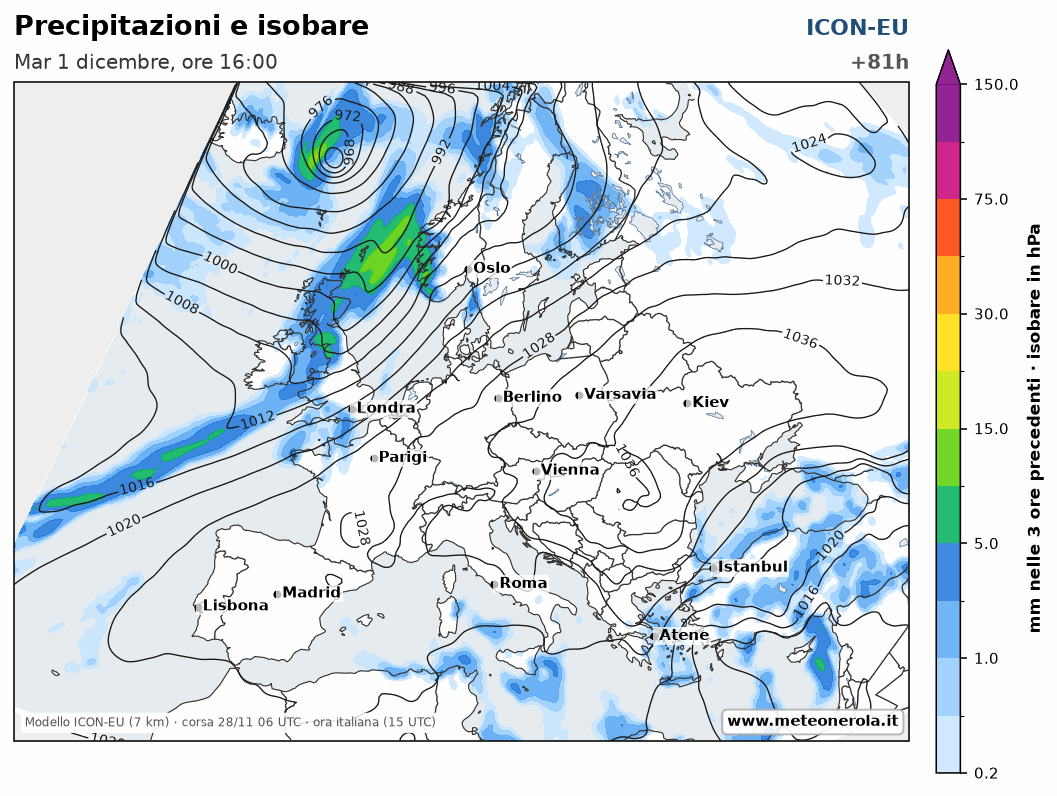 Precipitazioni e isobare
ICON-EU
Mar 1 dicembre, ore 16:00
+81h
976
988
996
1004
972
968
992
1024
1000
1008
Oslo
1032
1028
1036
1012
Londra
Berlino
Varsavia
Kiev
Parigi
Vienna
1036
1016
1020
1028
1020
Istanbul
1016
Lisbona
Madrid
Roma
Atene
Modello ICON-EU (7 km) · corsa 28/11 06 UTC · ora italiana (15 UTC)
www.meteonerola.it
150.0
75.0
30.0
15.0
5.0
1.0
0.2
mm nelle 3 ore precedenti · isobare in hPa